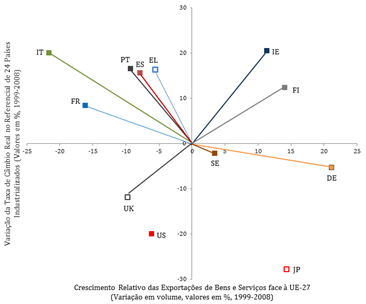 Variação da Taxa de Câmbio Real no Referencial de 24 Países
Industrializados (Valores em %, 1999-2008)
30
20
10
0
-10
-20
-30
-25
-20
-15
-10
-5
0
5
10
15
20
25
IT
PT
ES
EL
IE
FR
FI
SE
DE
UK
US
JP
Crescimento Relativo das Exportações de Bens e Serviços face à UE-27
(Variação em volume, valores em %, 1999-2008)